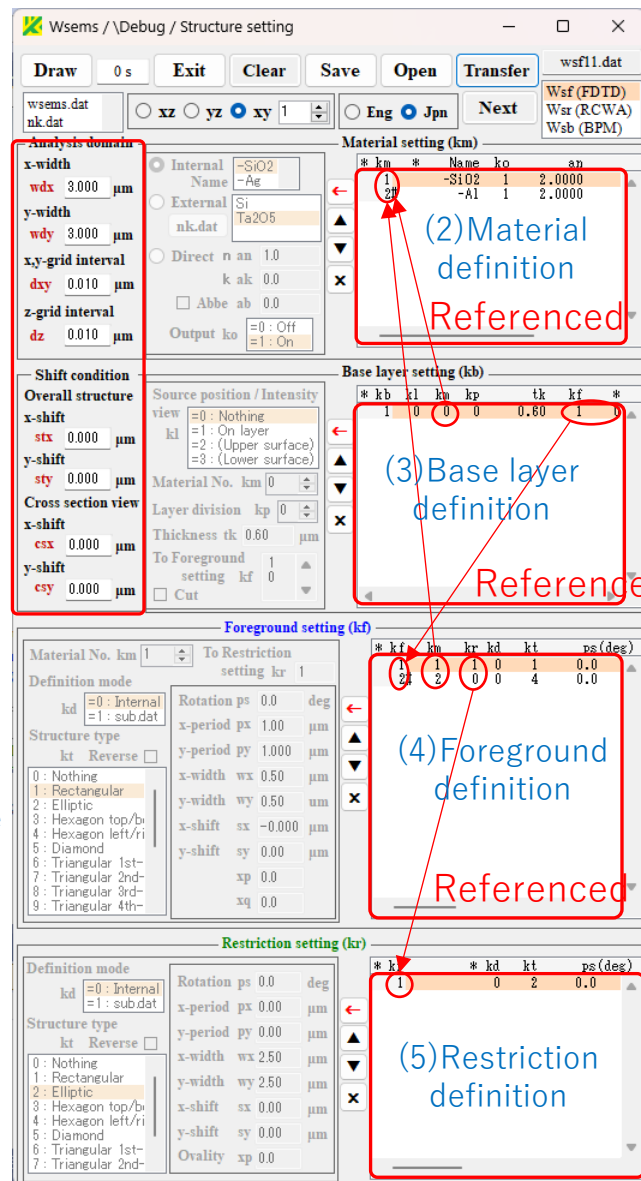 Wsems / \Debug / Structure setting
Draw 0 s Exit Clear Save Open Transfer wsf11.dat
wsems.dat
nk.dat
xz yz xy 1 Eng Jpn Next
Wsf (FDTD)
Wsr (RCWA)
Wsb (BPM)
Analysis domain
x-width
wdx 3.000 μm
y-width
wdy 3.000 μm
x,y-grid interval
dxy 0.010 μm
z-grid interval
dz 0.010 μm
Internal Name
-SiO2
-Ag
External
nk.dat
Si
Ta2O5
Direct n an 1.0
k ak 0.0
Abbe ab 0.0
Output ko
=0 : Off
=1 : On
Material setting (km)
* km * Name ko an
1 -SiO2 1 2.0000
2# -Al 1 2.0000
(2)Material
definition
Referenced
Shift condition
Overall structure
x-shift
stx 0.000 μm
y-shift
sty 0.000 μm
Cross section view
x-shift
csx 0.000 μm
y-shift
csy 0.000 μm
Source position / Intensity
view
kl
=0 : Nothing
=1 : On layer
=2 : (Upper surface)
=3 : (Lower surface)
Material No. km 0
Layer division kp 0
Thickness tk 0.60 μm
To Foreground
setting kf 0
1
Cut
Base layer setting (kb)
* kb kl km kp tk kf *
1 0 0 0 0.60 1 0
(3)Base layer
definition
Reference
Foreground setting (kf)
Material No. km 1 To Restriction
setting kr 1
Definition mode
kd
=0 : Internal
=1 : sub.dat
Structure type
kt Reverse
0 : Nothing
1 : Rectangular
2 : Elliptic
3 : Hexagon top/b
4 : Hexagon left/ri
5 : Diamond
6 : Triangular 1st-
7 : Triangular 2nd-
8 : Triangular 3rd-
9 : Triangular 4th-
Rotation ps 0.0 deg
x-period px 1.00 μm
y-period py 1.000 μm
x-width wx 0.50 μm
y-width wy 0.50 um
x-shift sx -0.000 μm
y-shift sy 0.00 μm
xp 0.0
xq 0.0
* kf km kr kd kt ps(deg)
1 1 1 0 1 0.0
2# 2 0 0 4 0.0
(4)Foreground
definition
Referenced
Restriction setting (kr)
Definition mode
kd
=0 : Internal
=1 : sub.dat
Structure type
kt Reverse
0 : Nothing
1 : Rectangular
2 : Elliptic
3 : Hexagon top/b
4 : Hexagon left/ri
5 : Diamond
6 : Triangular 1st-
7 : Triangular 2nd-
Rotation ps 0.0 deg
x-period px 0.00 μm
y-period py 0.00 μm
x-width wx 2.50 μm
y-width wy 2.50 μm
x-shift sx 0.00 μm
y-shift sy 0.00 μm
Ovality xp 0.0
* kr * kd kt ps(deg)
1 0 2 0.0
(5)Restriction
definition